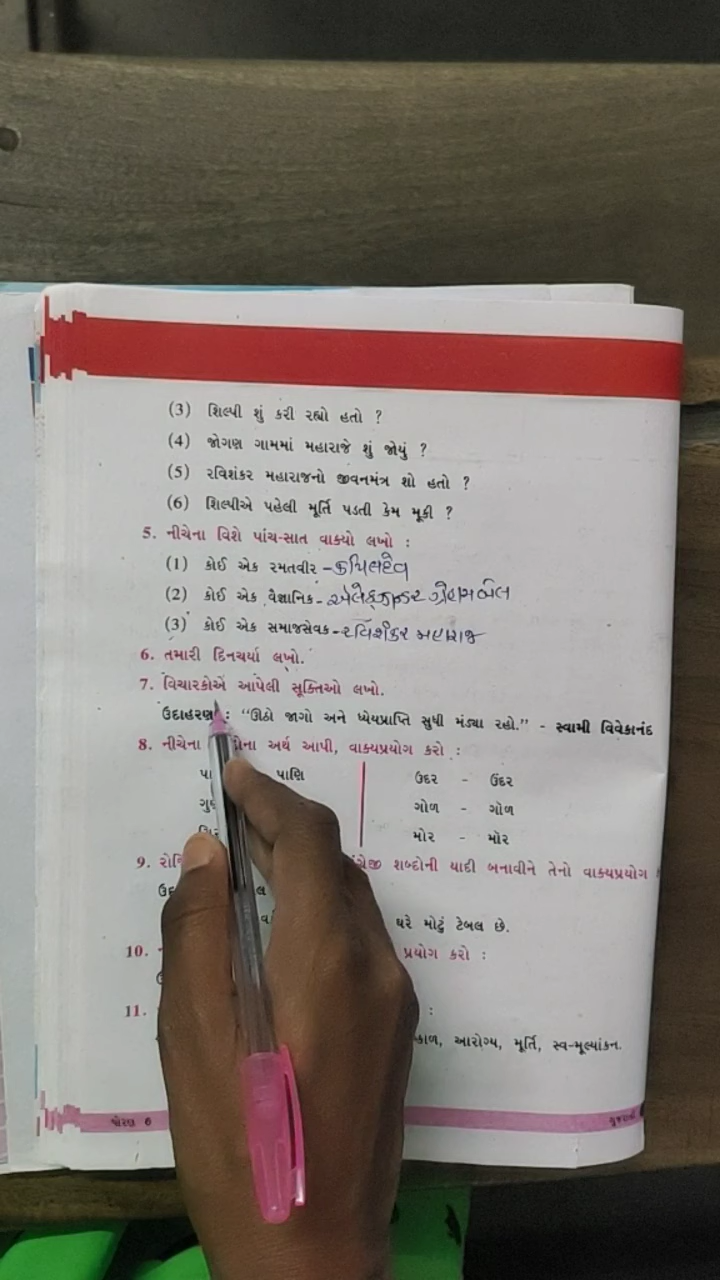 (3) શિલ્પી શું કરી રહ્યો હતો ?
(4) જોગણ ગામમાં મહારાજે શું જોયું ?
(5) રવિશંકર મહારાજનો જીવનમંત્ર શો હતો ?
(6) શિલ્પીએ પહેલી મૂર્તિ પડતી કેમ મૂકી ?
5. નીચેના વિશે પાંચ-સાત વાક્યો લખો :
(1) કોઈ એક રમતવીર - કપિલદેવ
(2) કોઈ એક વૈજ્ઞાનિક - એલેક્ઝાન્ડર ગ્રેહામ બેલ
(3) કોઈ એક સમાજસેવક - રવિશંકર મહારાજ
6. તમારી દિનચર્યા લખો.
7. વિચારકોએ આપેલી સૂક્તિઓ લખો.
ઉદાહરણ : “ઊઠો જાગો અને ધ્યેયપ્રાપ્તિ સુધી મંડ્યા રહો.” - સ્વામી વિવેકાનંદ
8. નીચેના અર્થ આપી, વાક્યપ્રયોગ કરો :
પાણિ ઉદર - ઉંદર
ગોળ - ગૉળ
મોર - મૉર
9. શબ્દોની યાદી બનાવીને તેનો વાક્યપ્રયોગ
ઘરે મોટું ટેબલ છે.
10. પ્રયોગ કરો :
11. :
આરોગ્ય, મૂર્તિ, સ્વ-મૂલ્યાંકન.
ધોરણ 6